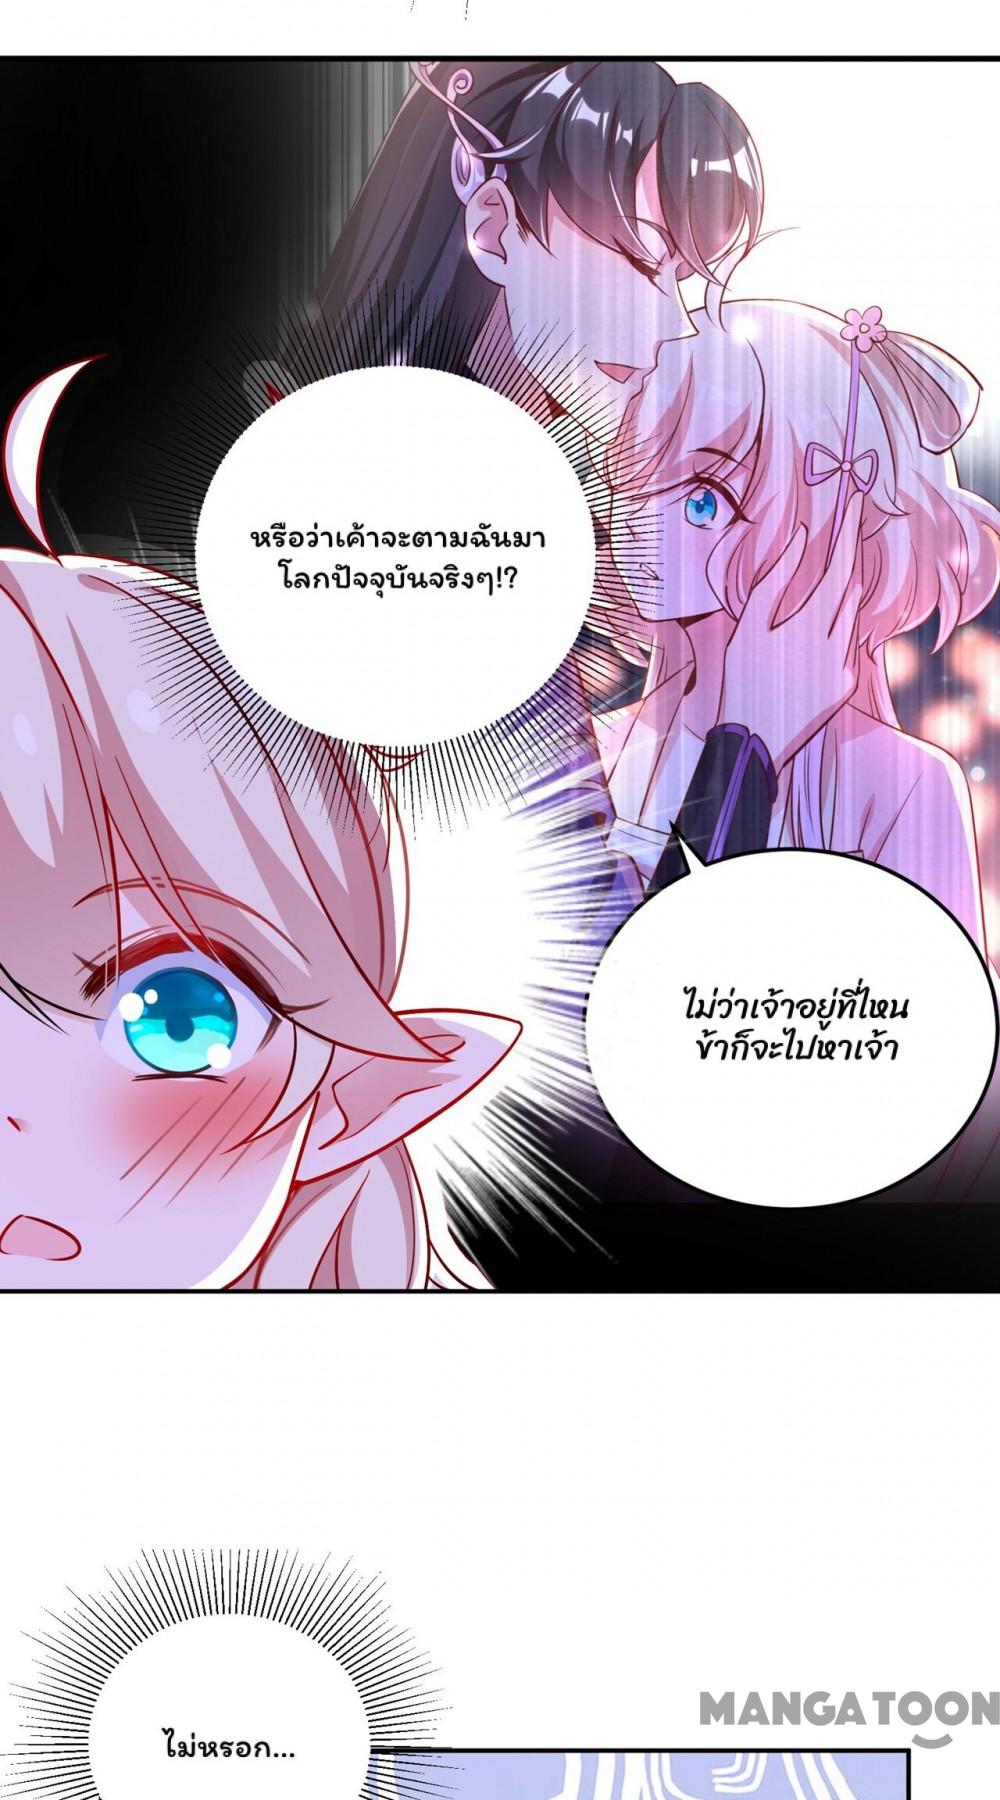 หรือว่าเค้าจะตามฉันมา
โลกปัจจุบันจริงๆ!?
ไม่ว่าเจ้าอยู่ที่ไหน
ข้าก็จะไปหาเจ้า
MANGATOON
ไม่หรอก...